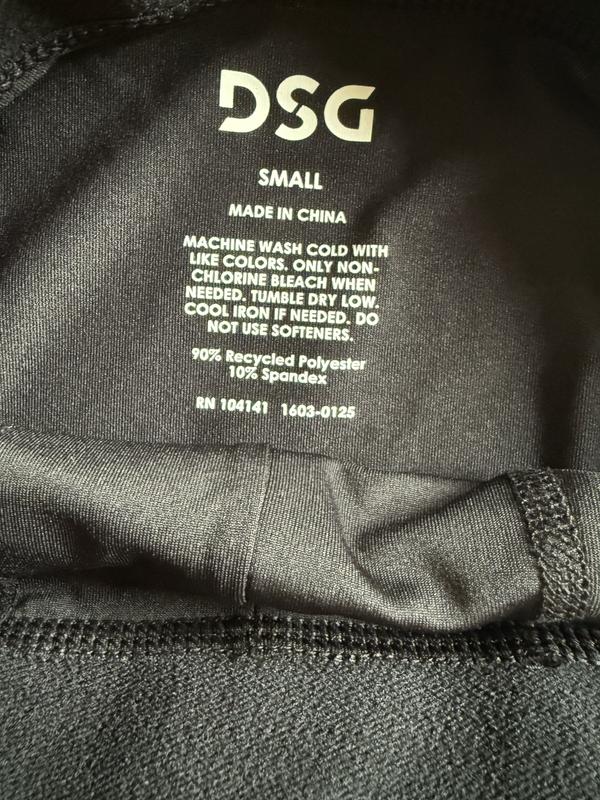 DSG
SMALL
MADE IN CHINA
MACHINE WASH COLD WITH
LIKE COLORS. ONLY NON-
CHLORINE BLEACH WHEN
NEEDED. TUMBLE DRY LOW.
COOL IRON IF NEEDED. DO
NOT USE SOFTENERS.
90% Recycled Polyester
10% Spandex
RN 104141 1603-0125